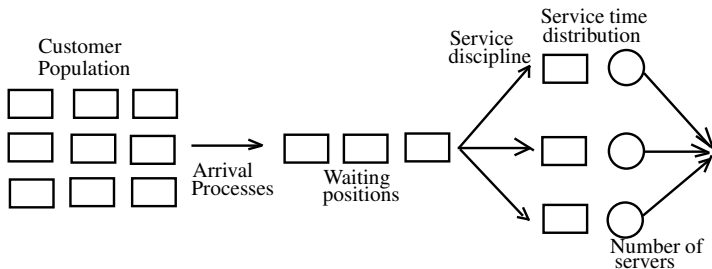 Customer
Population
Arrival
Processes
Waiting
positions
Service
discipline
Service time
distribution
Number of
servers